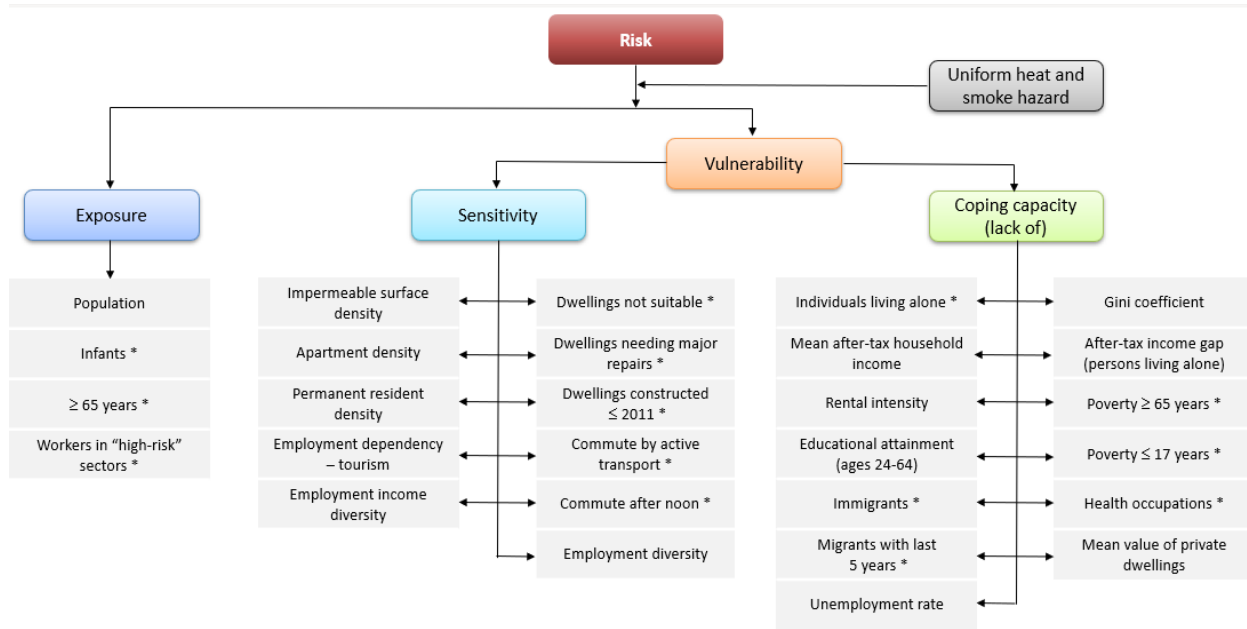 Risk
Uniform heat and
smoke hazard
Vulnerability
Exposure
Sensitivity
Coping capacity
(lack of)
Population
Infants *
≥ 65 years *
Workers in “high-risk”
sectors *
Impermeable surface
density
Apartment density
Permanent resident
density
Employment dependency
– tourism
Employment income
diversity
Dwellings not suitable *
Dwellings needing major
repairs *
Dwellings constructed
≤ 2011 *
Commute by active
transport *
Commute after noon *
Employment diversity
Individuals living alone *
Mean after-tax household
income
Rental intensity
Educational attainment
(ages 24-64)
Immigrants *
Migrants with last
5 years *
Unemployment rate
Gini coefficient
After-tax income gap
(persons living alone)
Poverty ≥ 65 years *
Poverty ≤ 17 years *
Health occupations *
Mean value of private
dwellings